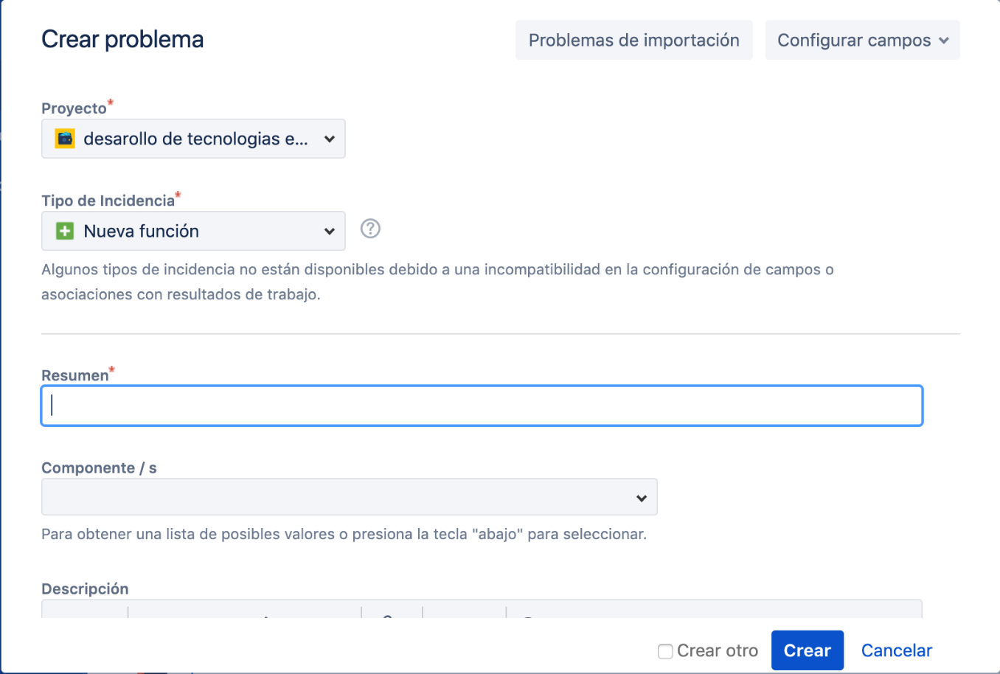 Crear problema
Problemas de importación
Configurar campos
Proyecto*
desarollo de tecnologias e...
Tipo de Incidencia*
Nueva función
Algunos tipos de incidencia no están disponibles debido a una incompatibilidad en la configuración de campos o
asociaciones con resultados de trabajo.
Resumen*
Componente / s
Para obtener una lista de posibles valores o presiona la tecla "abajo" para seleccionar.
Descripción
Crear otro
Crear
Cancelar